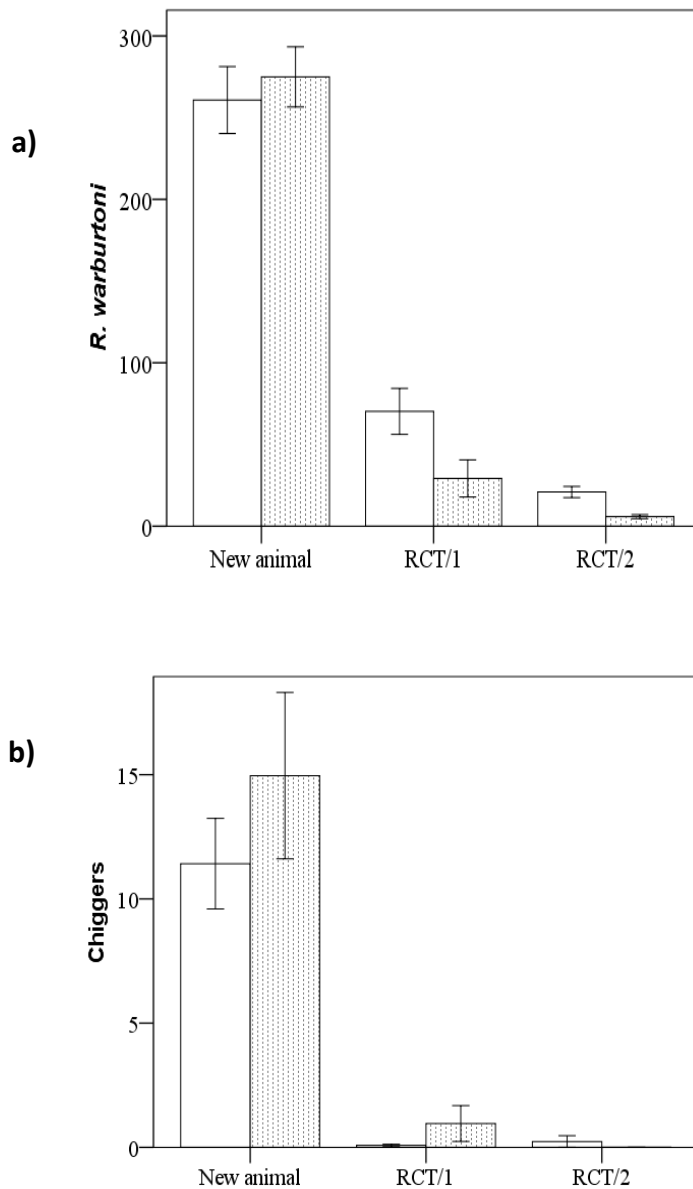 a)
R. warburtoni
300
200
100
0
New animal RCT/1 RCT/2
b)
Chiggers
15
10
5
0
New animal RCT/1 RCT/2